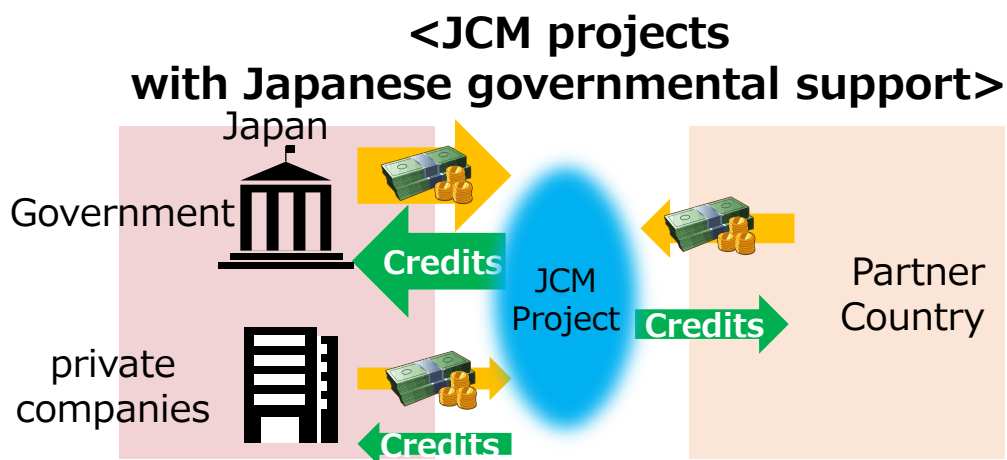 <JCM projects
with Japanese governmental support>
Japan
Government
Credits
JCM
Project
Partner
Country
Credits
private
companies
Credits